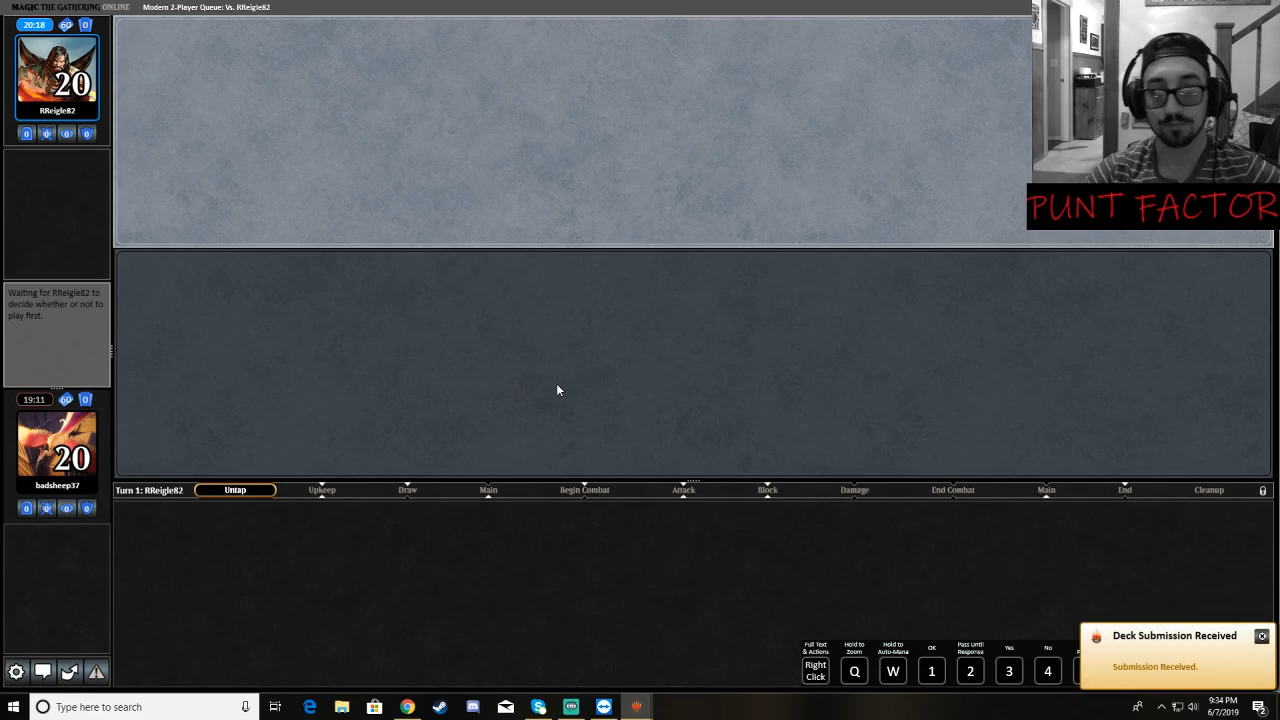 MAGIC THE GATHERING ONLINE Modern 2-Player Queue: Vs. RReigle82
20:18 60 0
20
RReigle82
0 0 0 0
PUNT FACTOR
Waiting for RReigle82 to
decide whether or not to
play first.
19:11 60 0
20
badsheep37
0 0 0 0
Turn 1: RReigle82 Untap Upkeep Draw Main Begin Combat Attack Block Damage End Combat Main End Cleanup
Full Text & Actions Hold to Zoom Hold to Auto-Mana OK Pass Until Response Yes No
Right Click Q W 1 2 3 4
Deck Submission Received
Submission Received.
Type here to search
9:34 PM
6/7/2019
2